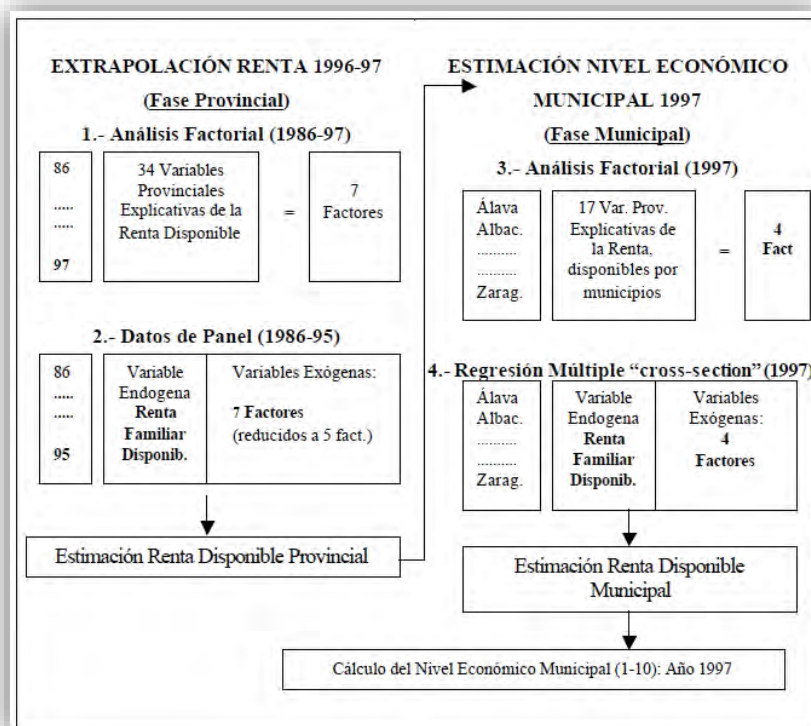 EXTRAPOLACIÓN RENTA 1996-97
(Fase Provincial)
1.- Análisis Factorial (1986-97)
86
.....
.....
97
34 Variables
Provinciales
Explicativas de la
Renta Disponible
=
7
Factores
2.- Datos de Panel (1986-95)
86
.....
.....
95
Variable
Endogena
Renta
Familiar
Disponib.
Variables Exógenas:
7 Factores
(reducidos a 5 fact.)
Estimación Renta Disponible Provincial
ESTIMACIÓN NIVEL ECONÓMICO
MUNICIPAL 1997
(Fase Municipal)
3.- Análisis Factorial (1997)
Álava
Albac.
..........
..........
Zarag.
17 Var. Prov.
Explicativas de
la Renta,
disponibles por
municipios
=
4
Fact
4.- Regresión Múltiple “cross-section” (1997)
Álava
Albac.
..........
..........
Zarag.
Variable
Endogena
Renta
Familiar
Disponib.
Variables
Exógenas:
4
Factores
Estimación Renta Disponible
Municipal
Cálculo del Nivel Económico Municipal (1-10): Año 1997